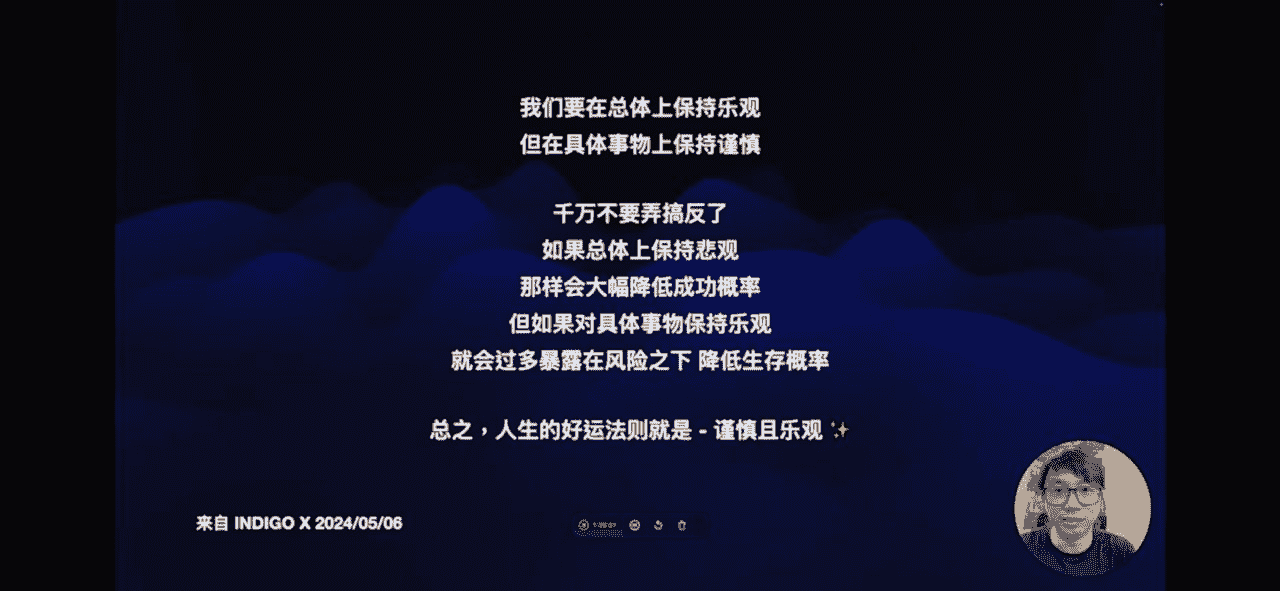 我们要在总体上保持乐观
但在具体事物上保持谨慎
千万不要弄搞反了
如果总体上保持悲观
那样会大幅降低成功概率
但如果对具体事物保持乐观
就会过多暴露在风险之下 降低生存概率
总之，人生的好运法则就是 - 谨慎且乐观 ✨
来自 INDIGO X 2024/05/06